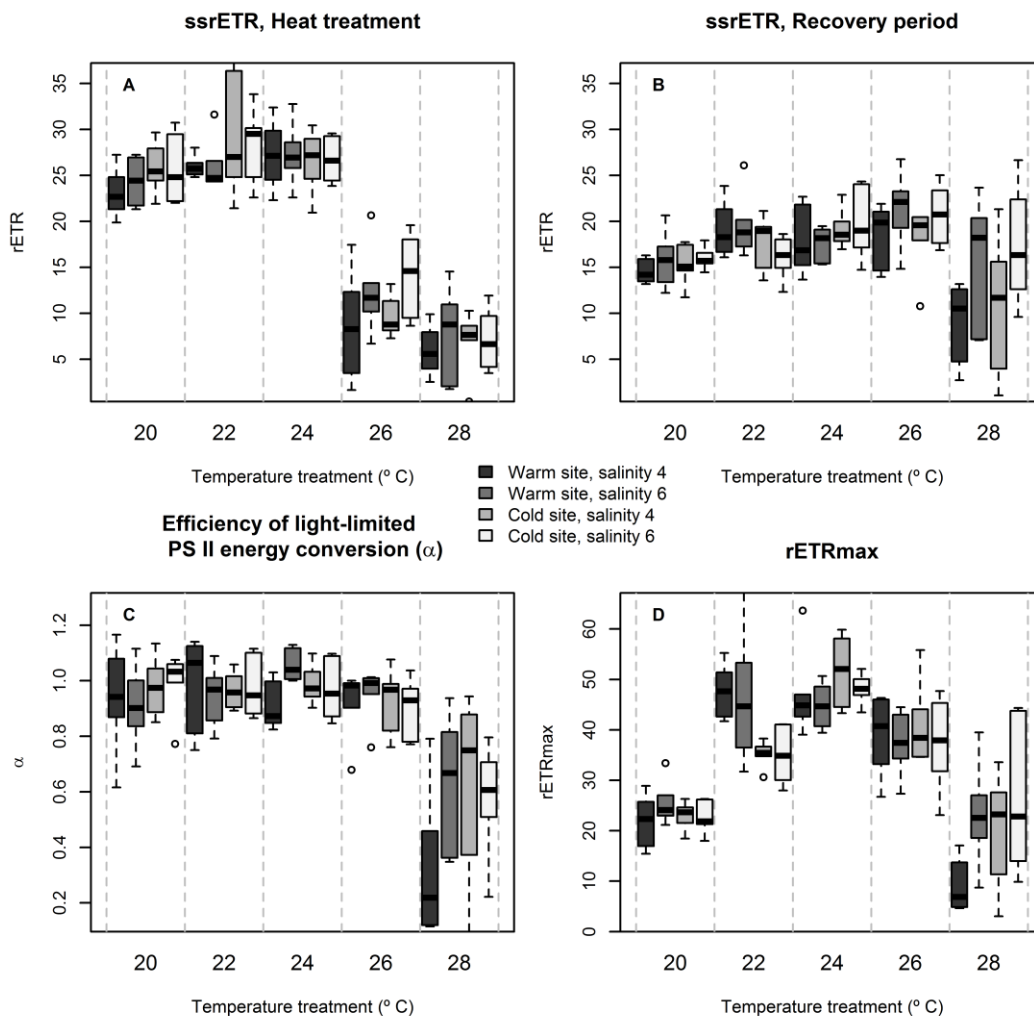 ssrETR, Heat treatment
A
rETR
35
30
25
20
15
10
5
20 22 24 26 28
Temperature treatment (º C)
ssrETR, Recovery period
B
rETR
35
30
25
20
15
10
5
20 22 24 26 28
Temperature treatment (º C)
Warm site, salinity 4
Warm site, salinity 6
Cold site, salinity 4
Cold site, salinity 6
Efficiency of light-limited
PS II energy conversion (α)
C
α
1.2
1.0
0.8
0.6
0.4
0.2
20 22 24 26 28
Temperature treatment (º C)
rETRmax
D
rETRmax
60
50
40
30
20
10
0
20 22 24 26 28
Temperature treatment (º C)